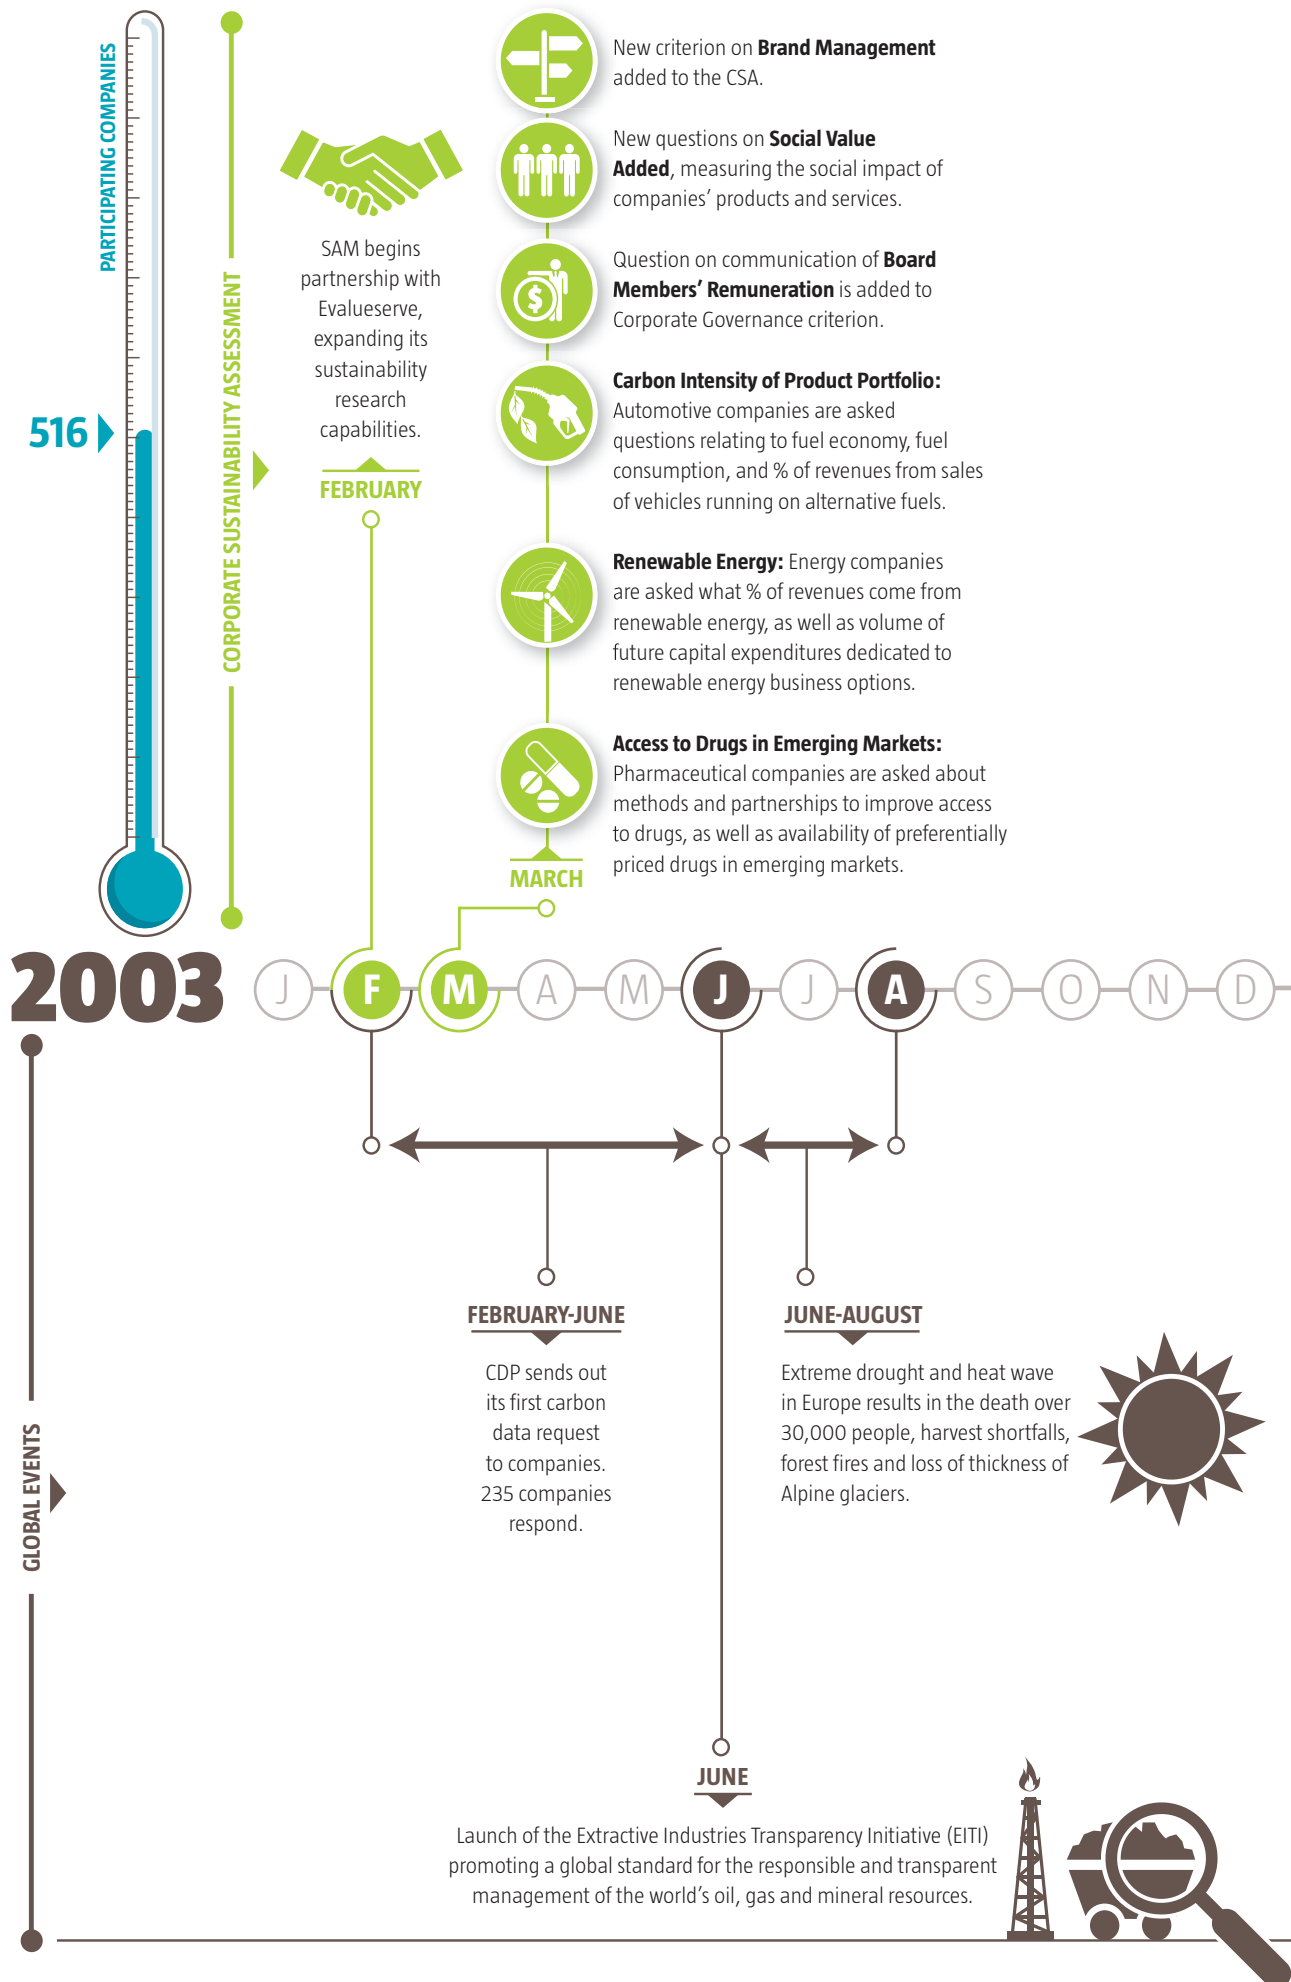 PARTICIPATING COMPANIES
516
CORPORATE SUSTAINABILITY ASSESSMENT
SAM begins
partnership with
Evalueserve,
expanding its
sustainability
research
capabilities.
FEBRUARY
New criterion on Brand Management
added to the CSA.
New questions on Social Value
Added, measuring the social impact of
companies’ products and services.
$
Question on communication of Board
Members’ Remuneration is added to
Corporate Governance criterion.
Carbon Intensity of Product Portfolio:
Automotive companies are asked
questions relating to fuel economy, fuel
consumption, and % of revenues from sales
of vehicles running on alternative fuels.
Renewable Energy: Energy companies
are asked what % of revenues come from
renewable energy, as well as volume of
future capital expenditures dedicated to
renewable energy business options.
Access to Drugs in Emerging Markets:
Pharmaceutical companies are asked about
methods and partnerships to improve access
to drugs, as well as availability of preferentially
priced drugs in emerging markets.
MARCH
2003 J F M A M J J A S O N D
GLOBAL EVENTS
FEBRUARY-JUNE
CDP sends out
its first carbon
data request
to companies.
235 companies
respond.
JUNE-AUGUST
Extreme drought and heat wave
in Europe results in the death over
30,000 people, harvest shortfalls,
forest fires and loss of thickness of
Alpine glaciers.
JUNE
Launch of the Extractive Industries Transparency Initiative (EITI)
promoting a global standard for the responsible and transparent
management of the world’s oil, gas and mineral resources.